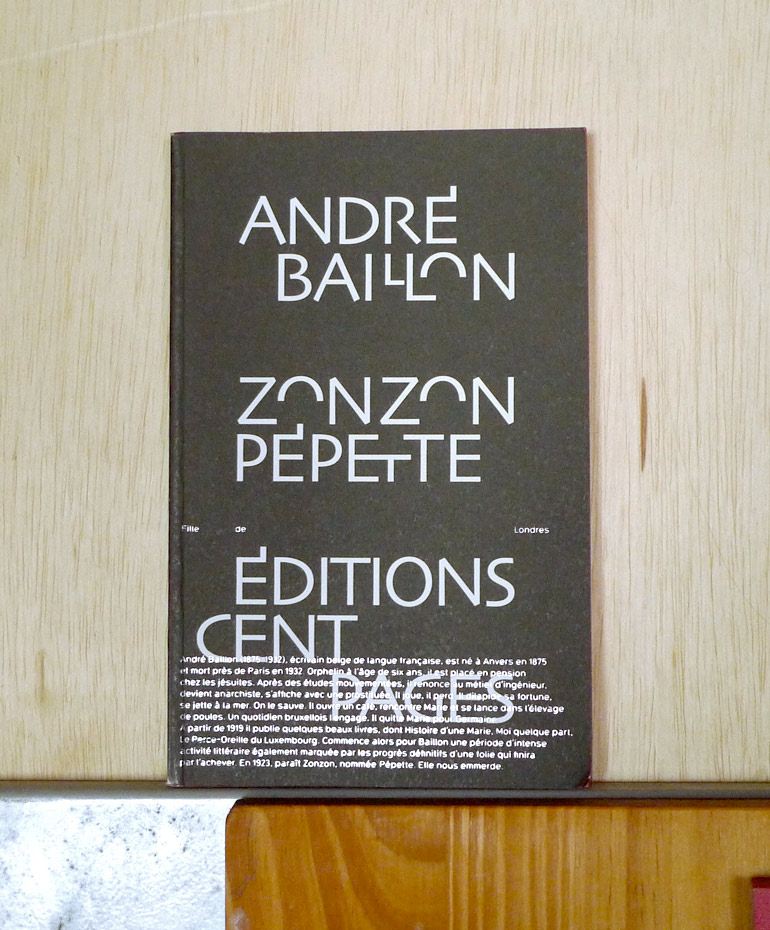 ANDRÉ
BAILLON
ZONZON
PÉPETTE
Fille de Londres
ÉDITIONS
CENT
PAGES
André Baillon (1875-1932), écrivain belge de langue française, est né à Anvers en 1875
et mort près de Paris en 1932. Orphelin à l'âge de six ans, il est placé en pension
chez les jésuites. Après des études mouvementées, il renonce au métier d'ingénieur,
devient anarchiste, s'affiche avec une prostituée. Il joue, il perd. Il dilapide sa fortune,
se jette à la mer. On le sauve. Il ouvre un café, rencontre Marie et se lance dans l'élevage
de poules. Un quotidien bruxellois l'engage. Il quitte Marie pour Germaine.
À partir de 1919 il publie quelques beaux livres, dont Histoire d'une Marie, Moi quelque part,
Le Perce-Oreille du Luxembourg. Commence alors pour Baillon une période d'intense
activité littéraire également marquée par les progrès définitifs d'une folie qui finira
par l'achever. En 1923, paraît Zonzon, nommée Pépette. Elle nous emmerde.